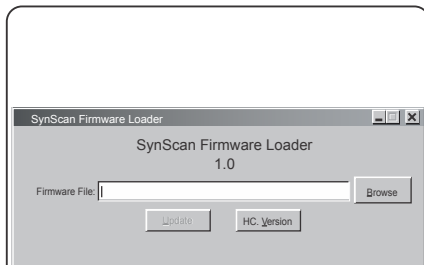 SynScan Firmware Loader
SynScan Firmware Loader
1.0
Firmware File:
Browse
Update
HC. Version